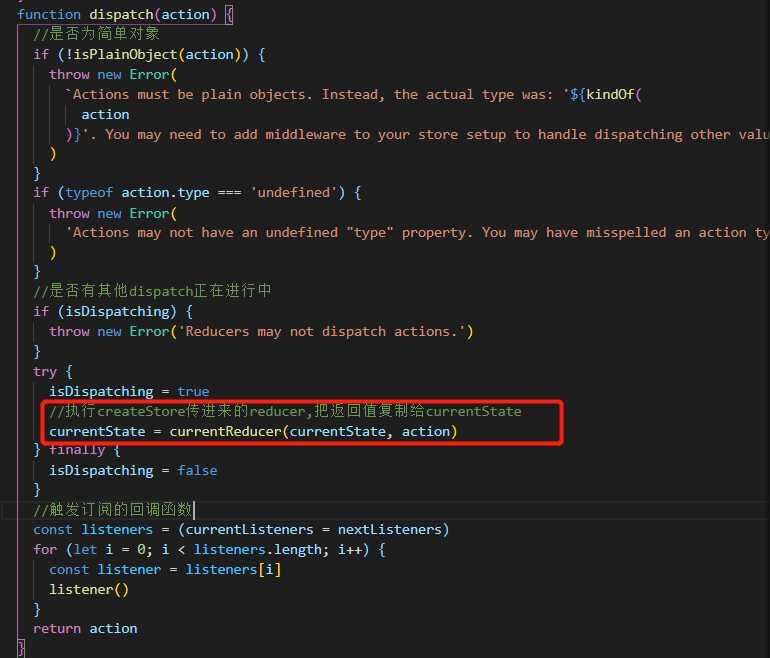 function dispatch(action) {
//是否为简单对象
if (!isPlainObject(action)) {
throw new Error(
`Actions must be plain objects. Instead, the actual type was: '${kindOf(
action
)}'. You may need to add middleware to your store setup to handle dispatching other valu
)
}
if (typeof action.type === 'undefined') {
throw new Error(
'Actions may not have an undefined "type" property. You may have misspelled an action ty
)
}
//是否有其他dispatch正在进行中
if (isDispatching) {
throw new Error('Reducers may not dispatch actions.')
}
try {
isDispatching = true
//执行createStore传进来的reducer,把返回值复制给currentState
currentState = currentReducer(currentState, action)
} finally {
isDispatching = false
}
//触发订阅的回调函数
const listeners = (currentListeners = nextListeners)
for (let i = 0; i < listeners.length; i++) {
const listener = listeners[i]
listener()
}
return action
}